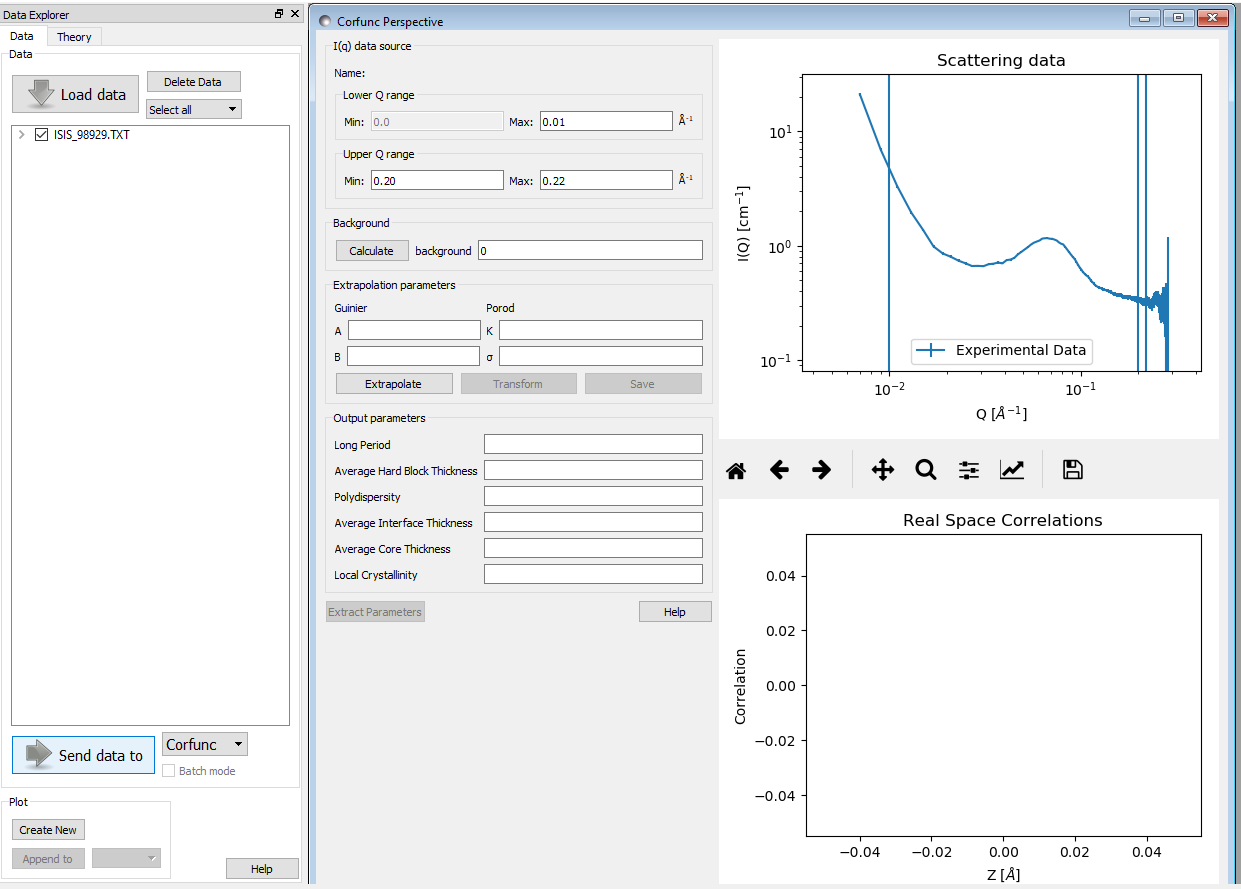 Data Explorer
Data Theory
Data
Load data
Delete Data
Select all
ISIS_98929.TXT
Send data to
Corfunc
Batch mode
Plot
Create New
Append to
Help
Corfunc Perspective
I(q) data source
Name:
Lower Q range
Min: 0.0 Max: 0.01 Å-1
Upper Q range
Min: 0.20 Max: 0.22 Å-1
Background
Calculate background 0
Extrapolation parameters
Guinier Porod
A K
B σ
Extrapolate Transform Save
Output parameters
Long Period
Average Hard Block Thickness
Polydispersity
Average Interface Thickness
Average Core Thickness
Local Crystallinity
Extract Parameters Help
Scattering data
I(Q) [cm−1]
10^1
10^0
10^−1
Experimental Data
10^−2 10^−1
Q [Å−1]
Real Space Correlations
Correlation
0.04
0.02
0.00
−0.02
−0.04
−0.04 −0.02 0.00 0.02 0.04
Z [Å]